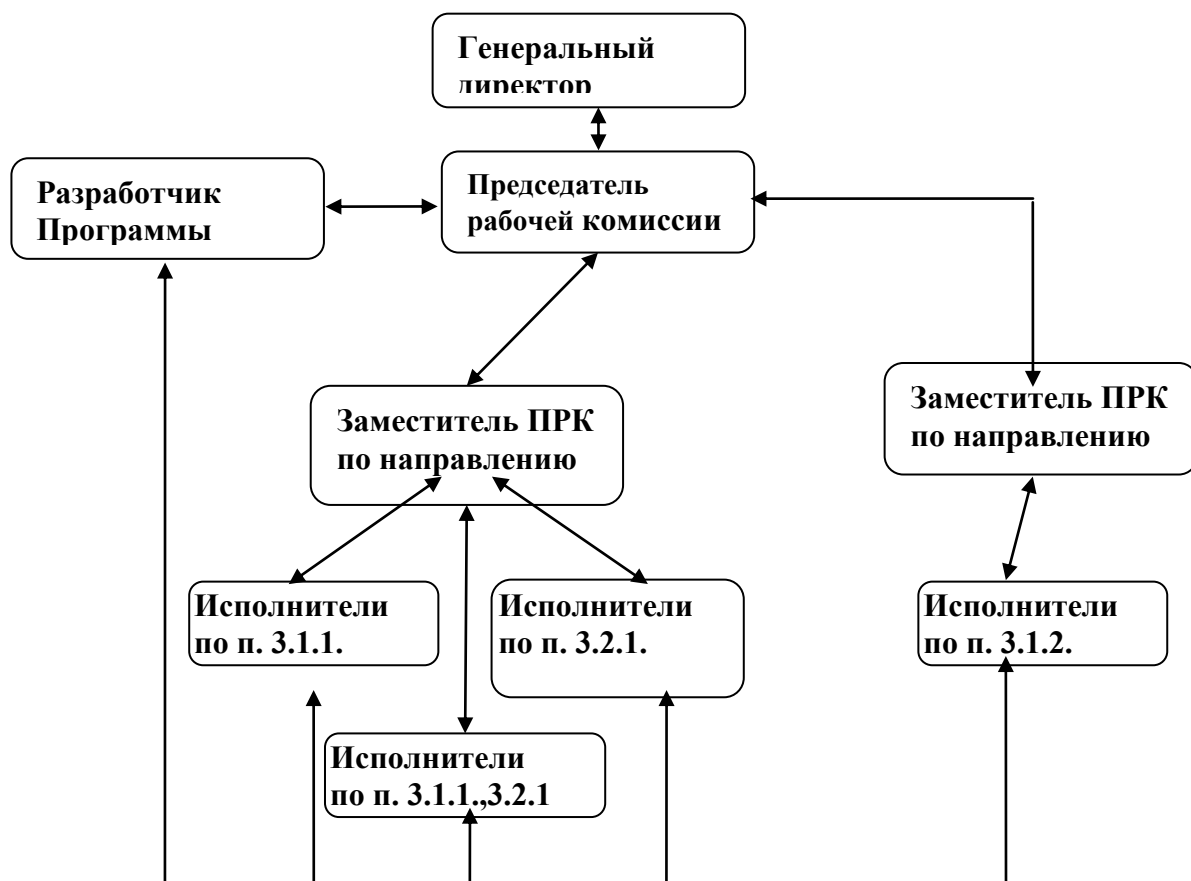 Генеральный
директор
Разработчик
Программы
Председатель
рабочей комиссии
Заместитель ПРК
по направлению
Заместитель ПРК
по направлению
Исполнители
по п. 3.1.1.
Исполнители
по п. 3.2.1.
Исполнители
по п. 3.1.2.
Исполнители
по п. 3.1.1.,3.2.1